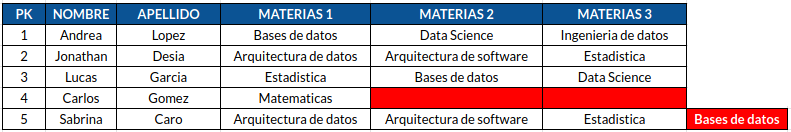 PK NOMBRE APELLIDO MATERIAS 1 MATERIAS 2 MATERIAS 3
1 Andrea Lopez Bases de datos Data Science Ingenieria de datos
2 Jonathan Desia Arquitectura de datos Arquitectura de software Estadistica
3 Lucas Garcia Estadistica Bases de datos Data Science
4 Carlos Gomez Matematicas
5 Sabrina Caro Arquitectura de datos Arquitectura de software Estadistica Bases de datos